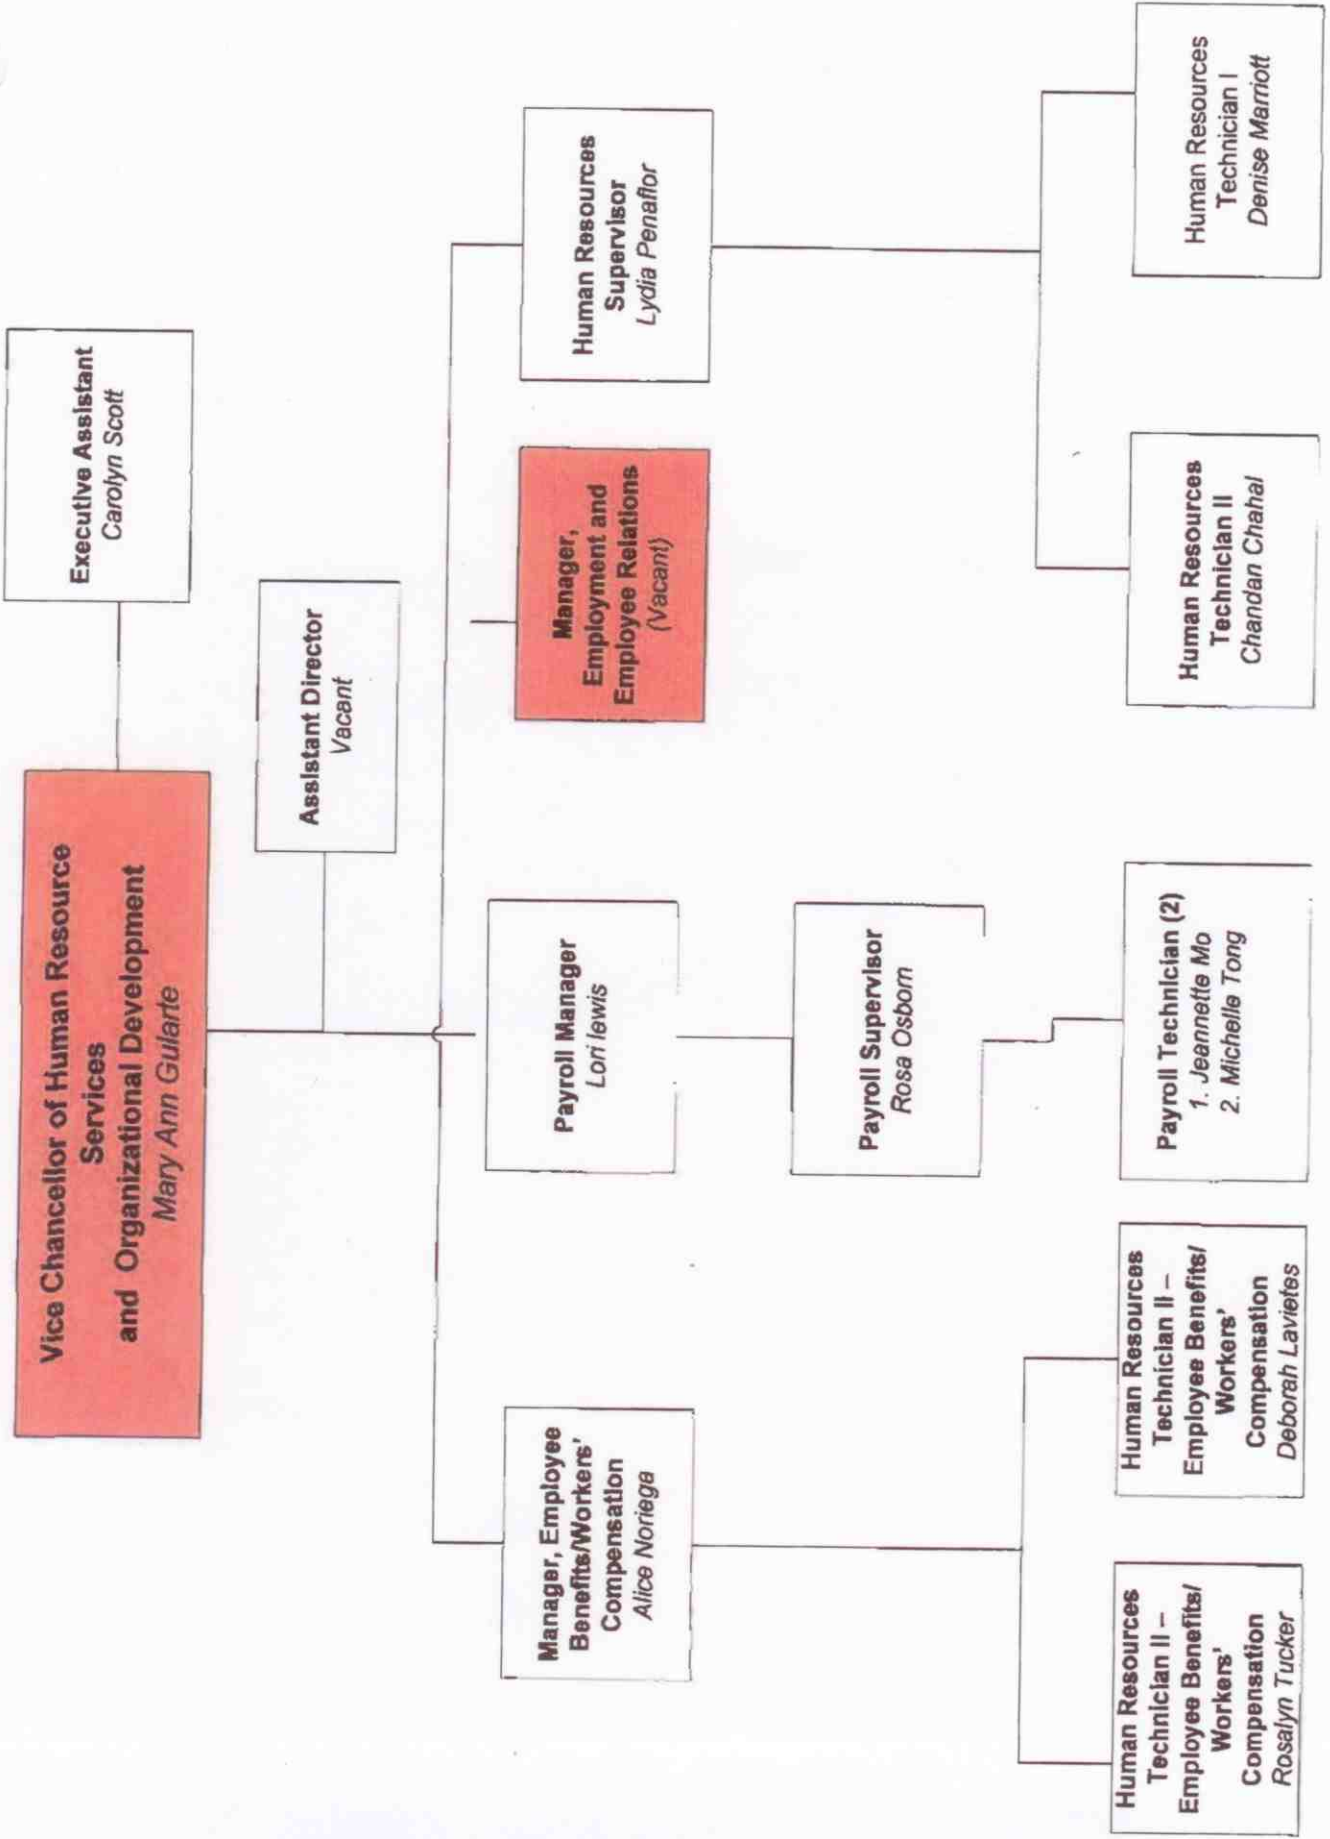 Vice Chancellor of Human Resource
Services
and Organizational Development
Mary Ann Gularte
Executive Assistant
Carolyn Scott
Assistant Director
Vacant
Manager, Employee
Benefits/Workers'
Compensation
Alice Noriega
Payroll Manager
Lori lewis
Manager,
Employment and
Employee Relations
(Vacant)
Human Resources
Supervisor
Lydia Penaflor
Payroll Supervisor
Rosa Osborn
Human Resources
Technician II –
Employee Benefits/
Workers'
Compensation
Rosalyn Tucker
Human Resources
Technician II –
Employee Benefits/
Workers'
Compensation
Deborah Lavietes
Payroll Technician (2)
1. Jeannette Mo
2. Michelle Tong
Human Resources
Technician II
Chandan Chahal
Human Resources
Technician I
Denise Marriott